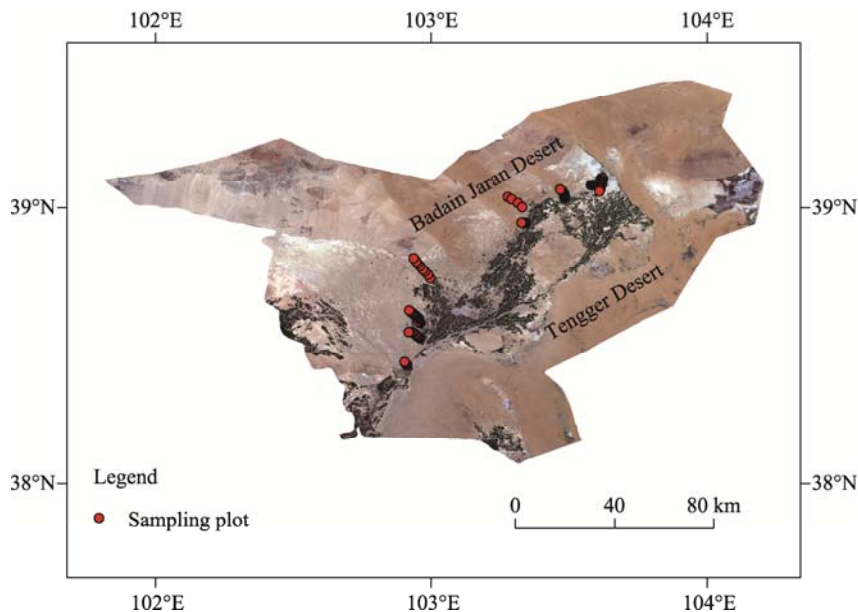 102°E 103°E 104°E
39°N 39°N
Badain Jaran Desert
Tengger Desert
38°N 38°N
Legend
Sampling plot
0 40 80 km
102°E 103°E 104°E